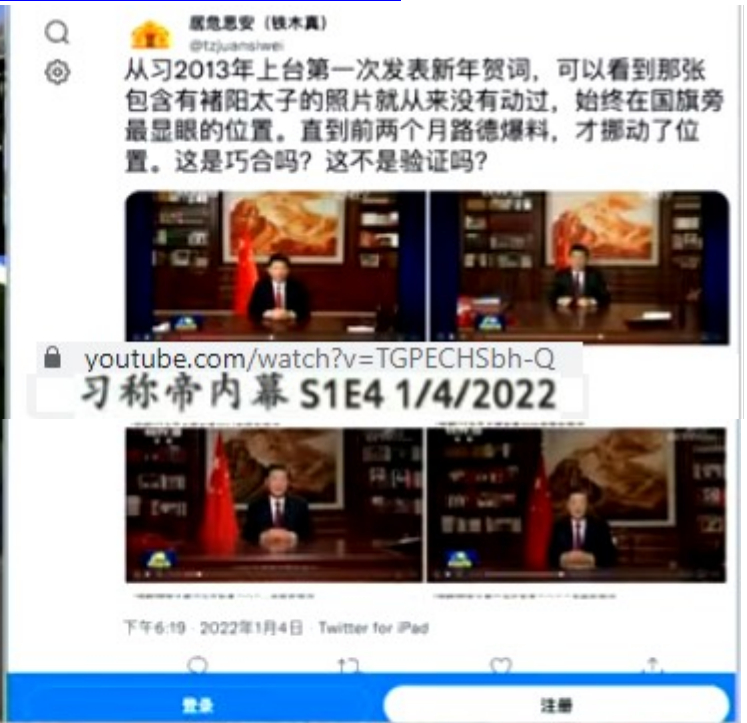 居危思安（铁木真）
@tzjuansiwei
从习2013年上台第一次发表新年贺词，可以看到那张
包含有褚阳太子的照片就从来没有动过，始终在国旗旁
最显眼的位置。直到前两个月路德爆料，才挪动了位
置。这是巧合吗？这不是验证吗？
youtube.com/watch?v=TGPECHSbh-Q
习称帝内幕 S1E4 1/4/2022
下午6:19 · 2022年1月4日 · Twitter for iPad
登录
注册